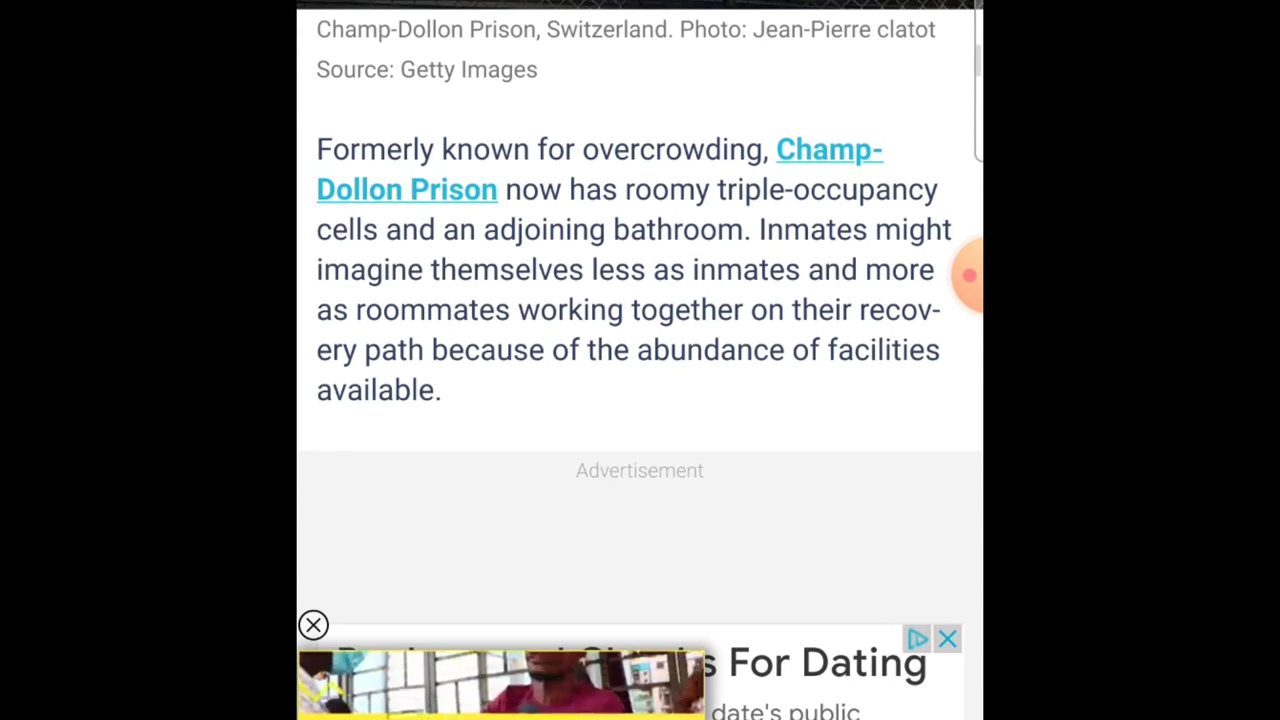 Champ-Dollon Prison, Switzerland. Photo: Jean-Pierre clatot
Source: Getty Images
Formerly known for overcrowding, Champ-
Dollon Prison now has roomy triple-occupancy
cells and an adjoining bathroom. Inmates might
imagine themselves less as inmates and more
as roommates working together on their recov-
ery path because of the abundance of facilities
available.
Advertisement
For Dating
date's public